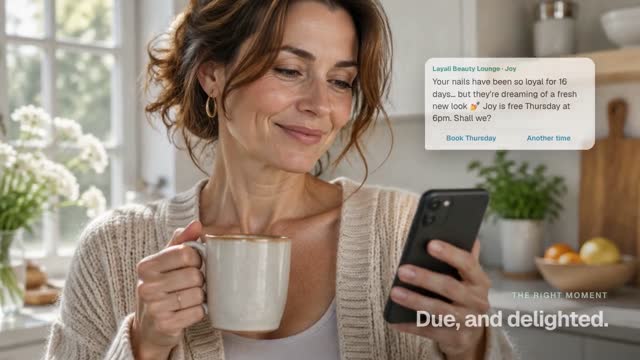 Layali Beauty Lounge · Joy
Your nails have been so loyal for 16
days... but they're dreaming of a fresh
new look 💅 Joy is free Thursday at
6pm. Shall we?
Book Thursday
Another time
THE RIGHT MOMENT
Due, and delighted.